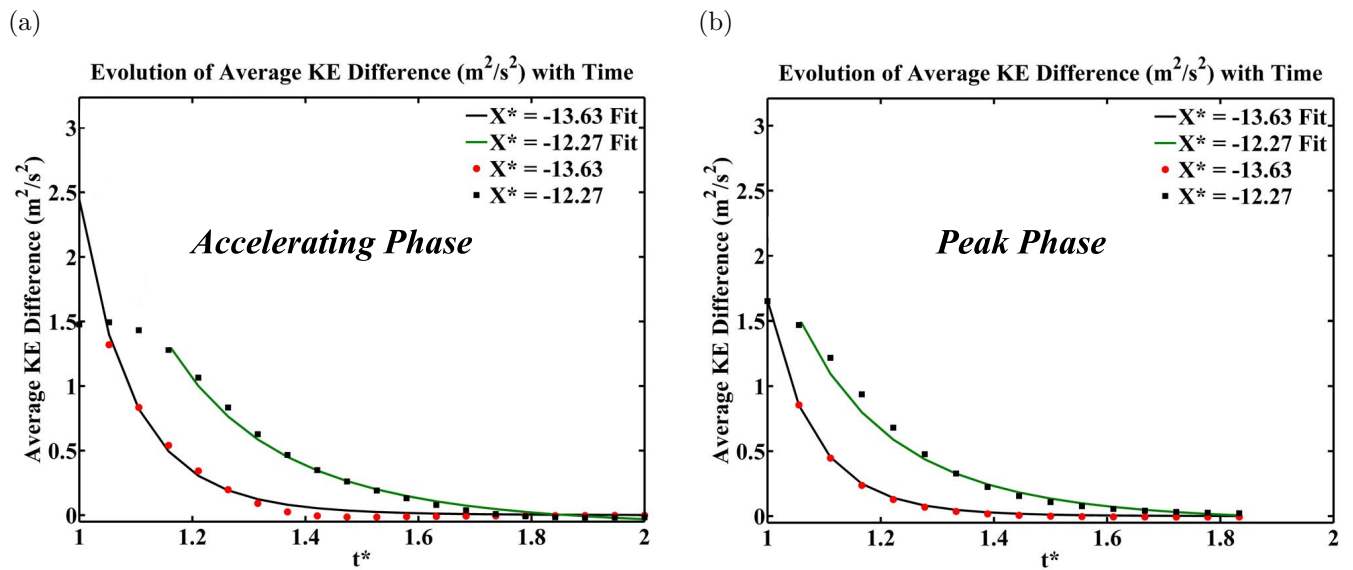 (a)
Evolution of Average KE Difference (m²/s²) with Time
Average KE Difference (m²/s²)
3
2.5
2
1.5
1
0.5
0
X* = -13.63 Fit
X* = -12.27 Fit
X* = -13.63
X* = -12.27
Accelerating Phase
1 1.2 1.4 1.6 1.8 2
t*
(b)
Evolution of Average KE Difference (m²/s²) with Time
Average KE Difference (m²/s²)
3
2.5
2
1.5
1
0.5
0
X* = -13.63 Fit
X* = -12.27 Fit
X* = -13.63
X* = -12.27
Peak Phase
1 1.2 1.4 1.6 1.8 2
t*